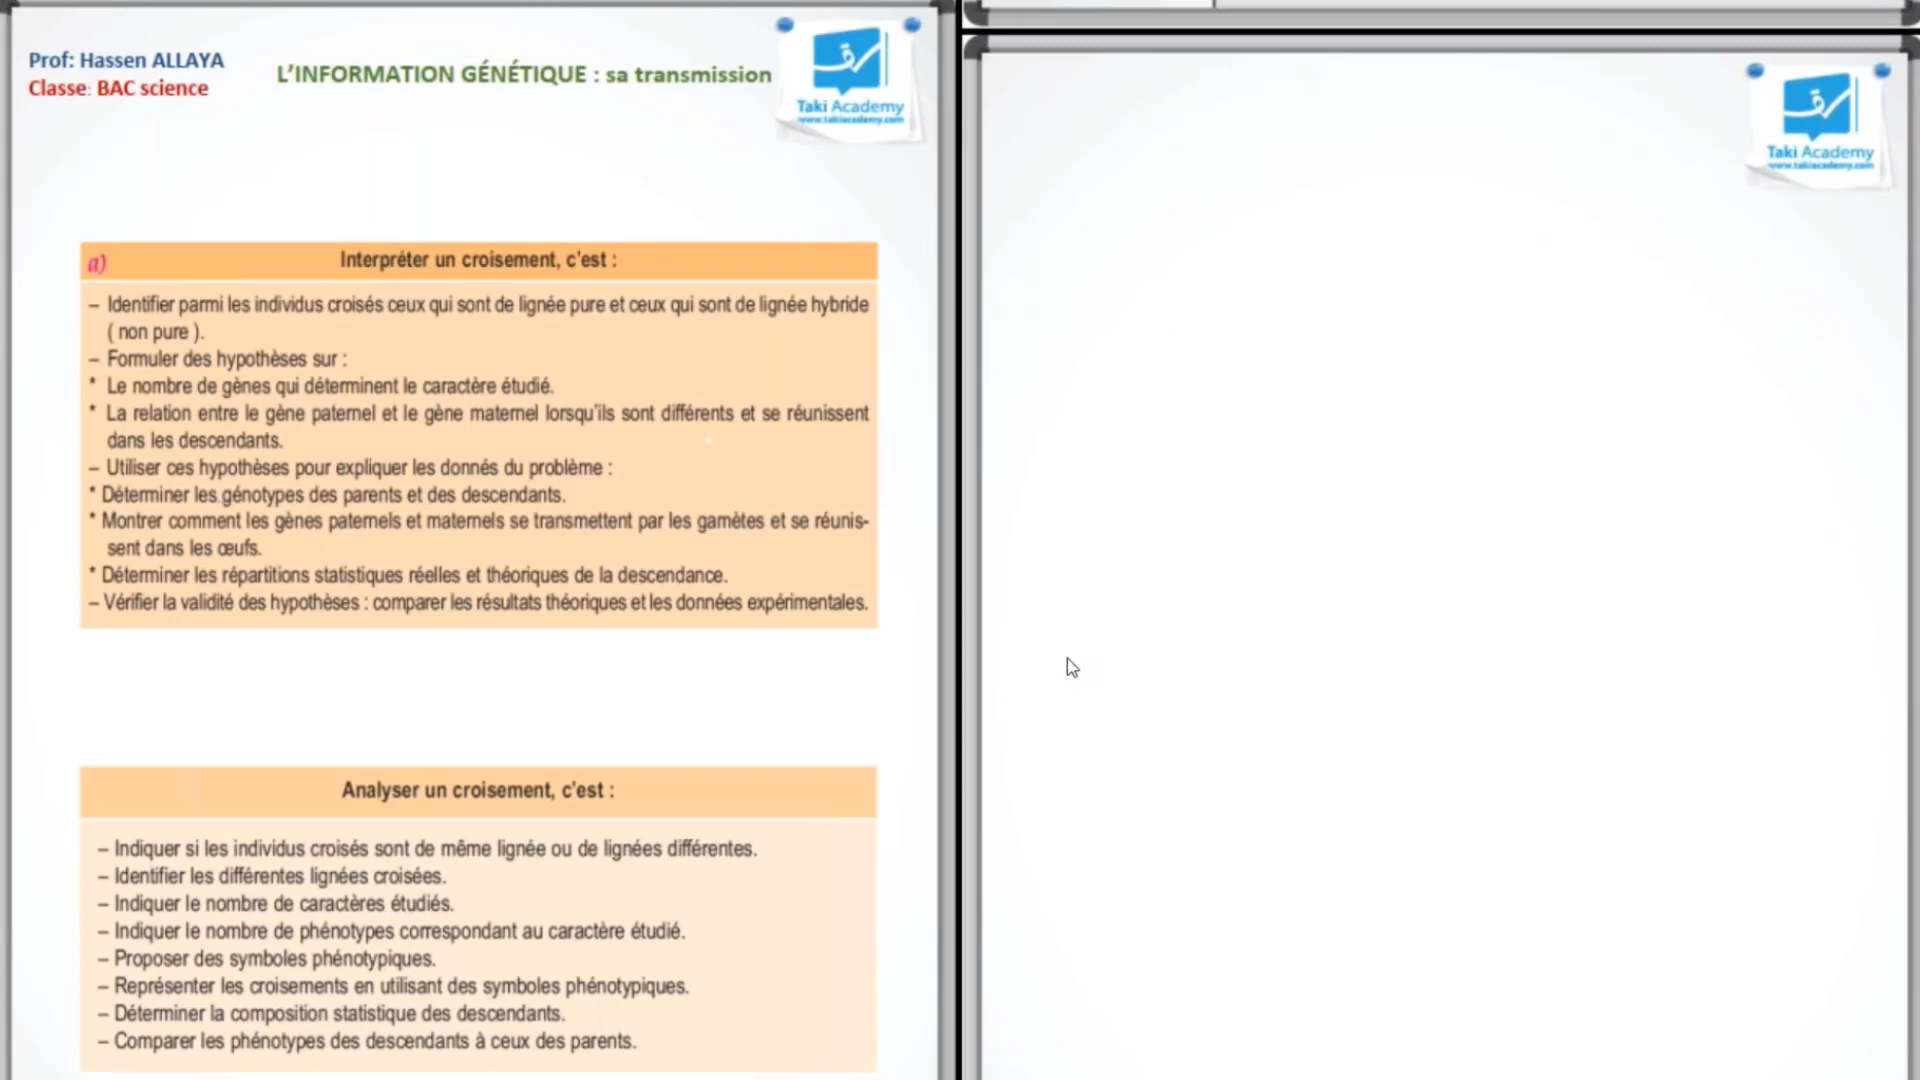 Prof: Hassen ALLAYA
Classe: BAC science
L'INFORMATION GÉNÉTIQUE : sa transmission
Taki Academy
www.takiacademy.com
a)
Interpréter un croisement, c'est :
– Identifier parmi les individus croisés ceux qui sont de lignée pure et ceux qui sont de lignée hybride
( non pure ).
– Formuler des hypothèses sur :
* Le nombre de gènes qui déterminent le caractère étudié.
* La relation entre le gène paternel et le gène maternel lorsqu'ils sont différents et se réunissent
dans les descendants.
– Utiliser ces hypothèses pour expliquer les donnés du problème :
* Déterminer les génotypes des parents et des descendants.
* Montrer comment les gènes paternels et maternels se transmettent par les gamètes et se réunis-
sent dans les œufs.
* Déterminer les répartitions statistiques réelles et théoriques de la descendance.
– Vérifier la validité des hypothèses : comparer les résultats théoriques et les données expérimentales.
Analyser un croisement, c'est :
– Indiquer si les individus croisés sont de même lignée ou de lignées différentes.
– Identifier les différentes lignées croisées.
– Indiquer le nombre de caractères étudiés.
– Indiquer le nombre de phénotypes correspondant au caractère étudié.
– Proposer des symboles phénotypiques.
– Représenter les croisements en utilisant des symboles phénotypiques.
– Déterminer la composition statistique des descendants.
– Comparer les phénotypes des descendants à ceux des parents.
Taki Academy
www.takiacademy.com